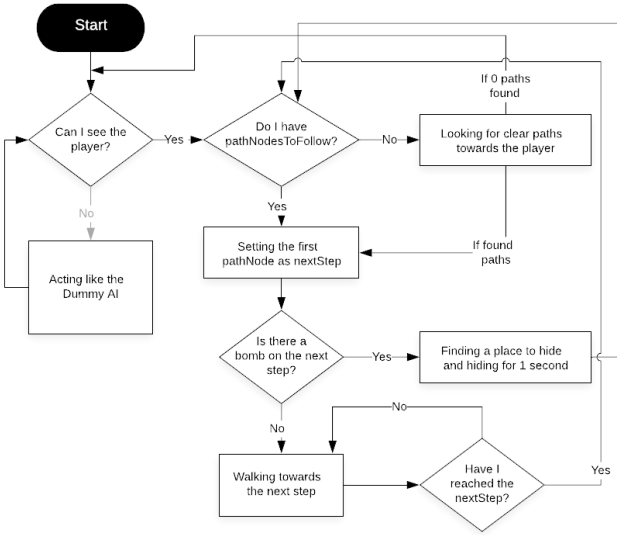 Start
If 0 paths
found
Can I see the
player?
Yes
Do I have
pathNodesToFollow?
No
Looking for clear paths
towards the player
No
Yes
Acting like the
Dummy AI
Setting the first
pathNode as nextStep
If found
paths
Is there a
bomb on the next
step?
Yes
Finding a place to hide
and hiding for 1 second
No
No
Walking towards
the next step
Have I
reached the
nextStep?
Yes